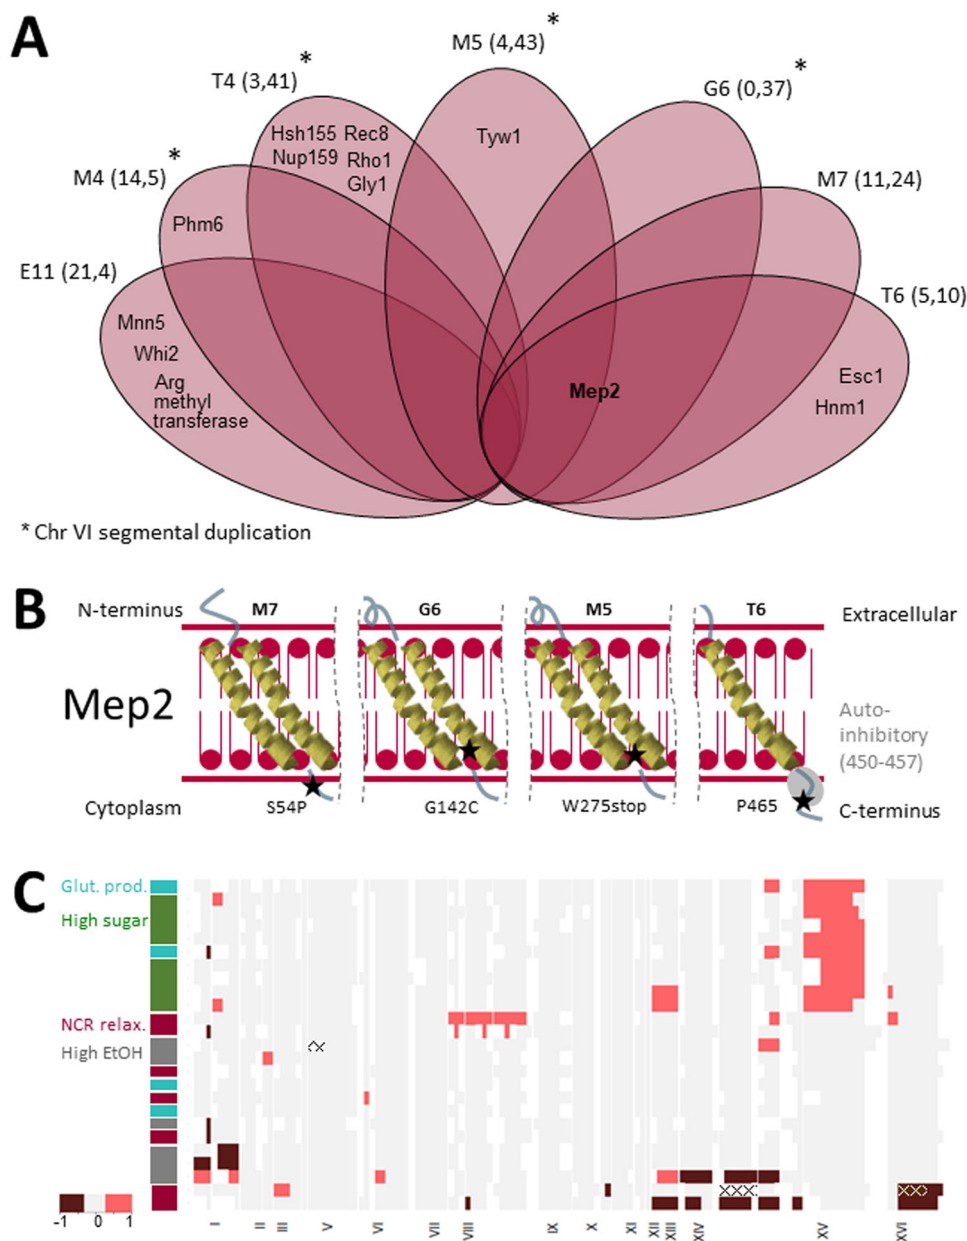 A
M5 (4,43) *
T4 (3,41) *
G6 (0,37) *
M4 (14,5) *
M7 (11,24)
E11 (21,4)
T6 (5,10)
Hsh155 Rec8
Nup159 Rho1
Gly1
Tyw1
Phm6
Mnn5
Whi2
Arg
methyl
transferase
Mep2
Esc1
Hnm1
* Chr VI segmental duplication
B
N-terminus M7 G6 M5 T6 Extracellular
Mep2
Auto-
inhibitory
(450-457)
Cytoplasm S54P G142C W275stop P465 C-terminus
C
Glut. prod.
High sugar
NCR relax.
High EtOH
-1 0 1
I II III V VI VII VIII IX X XI XII XIII XIV XV XVI